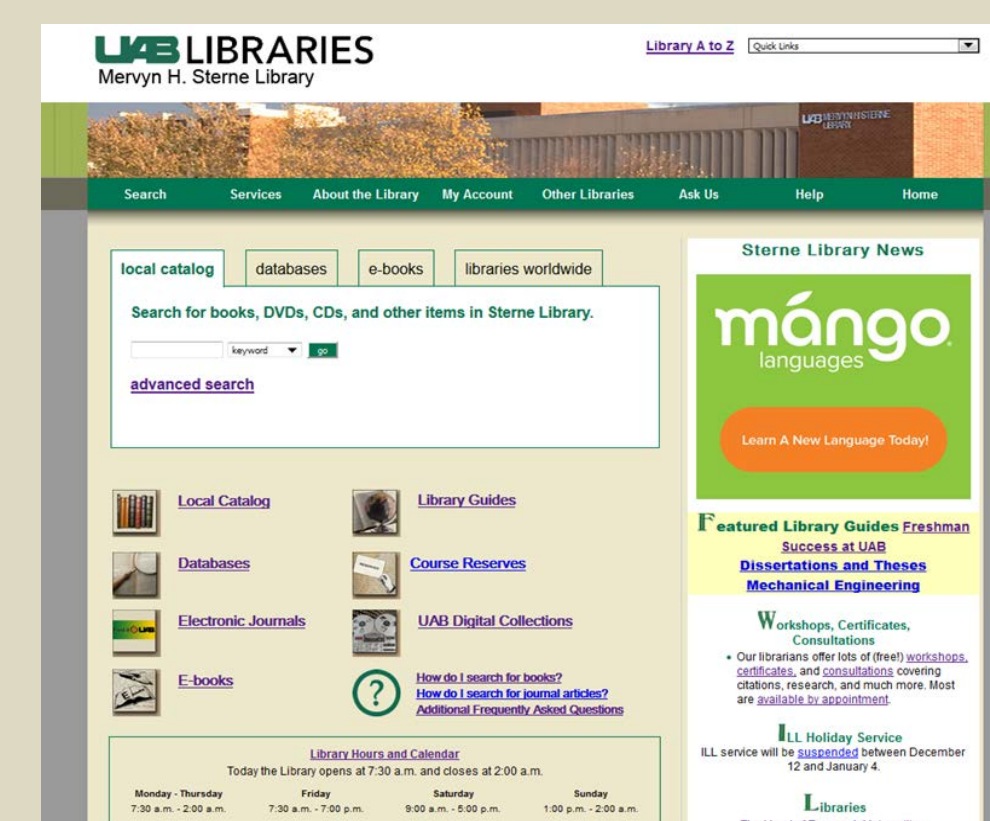 UAB LIBRARIES
Mervyn H. Sterne Library
Library A to Z Quick Links
UAB MERVYN H STERNE
LIBRARY
Search Services About the Library My Account Other Libraries Ask Us Help Home
local catalog databases e-books libraries worldwide
Search for books, DVDs, CDs, and other items in Sterne Library.
keyword go
advanced search
Local Catalog Library Guides
Databases Course Reserves
Electronic Journals UAB Digital Collections
E-books
How do I search for books?
How do I search for journal articles?
Additional Frequently Asked Questions
Library Hours and Calendar
Today the Library opens at 7:30 a.m. and closes at 2:00 a.m.
Monday - Thursday Friday Saturday Sunday
7:30 a.m. - 2:00 a.m. 7:30 a.m. - 7:00 p.m. 9:00 a.m. - 5:00 p.m. 1:00 p.m. - 2:00 a.m.
Sterne Library News
mángo
languages
Learn A New Language Today!
Featured Library Guides Freshman
Success at UAB
Dissertations and Theses
Mechanical Engineering
Workshops, Certificates,
Consultations
• Our librarians offer lots of (free!) workshops,
certificates, and consultations covering
citations, research, and much more. Most
are available by appointment.
ILL Holiday Service
ILL service will be suspended between December
12 and January 4.
Libraries